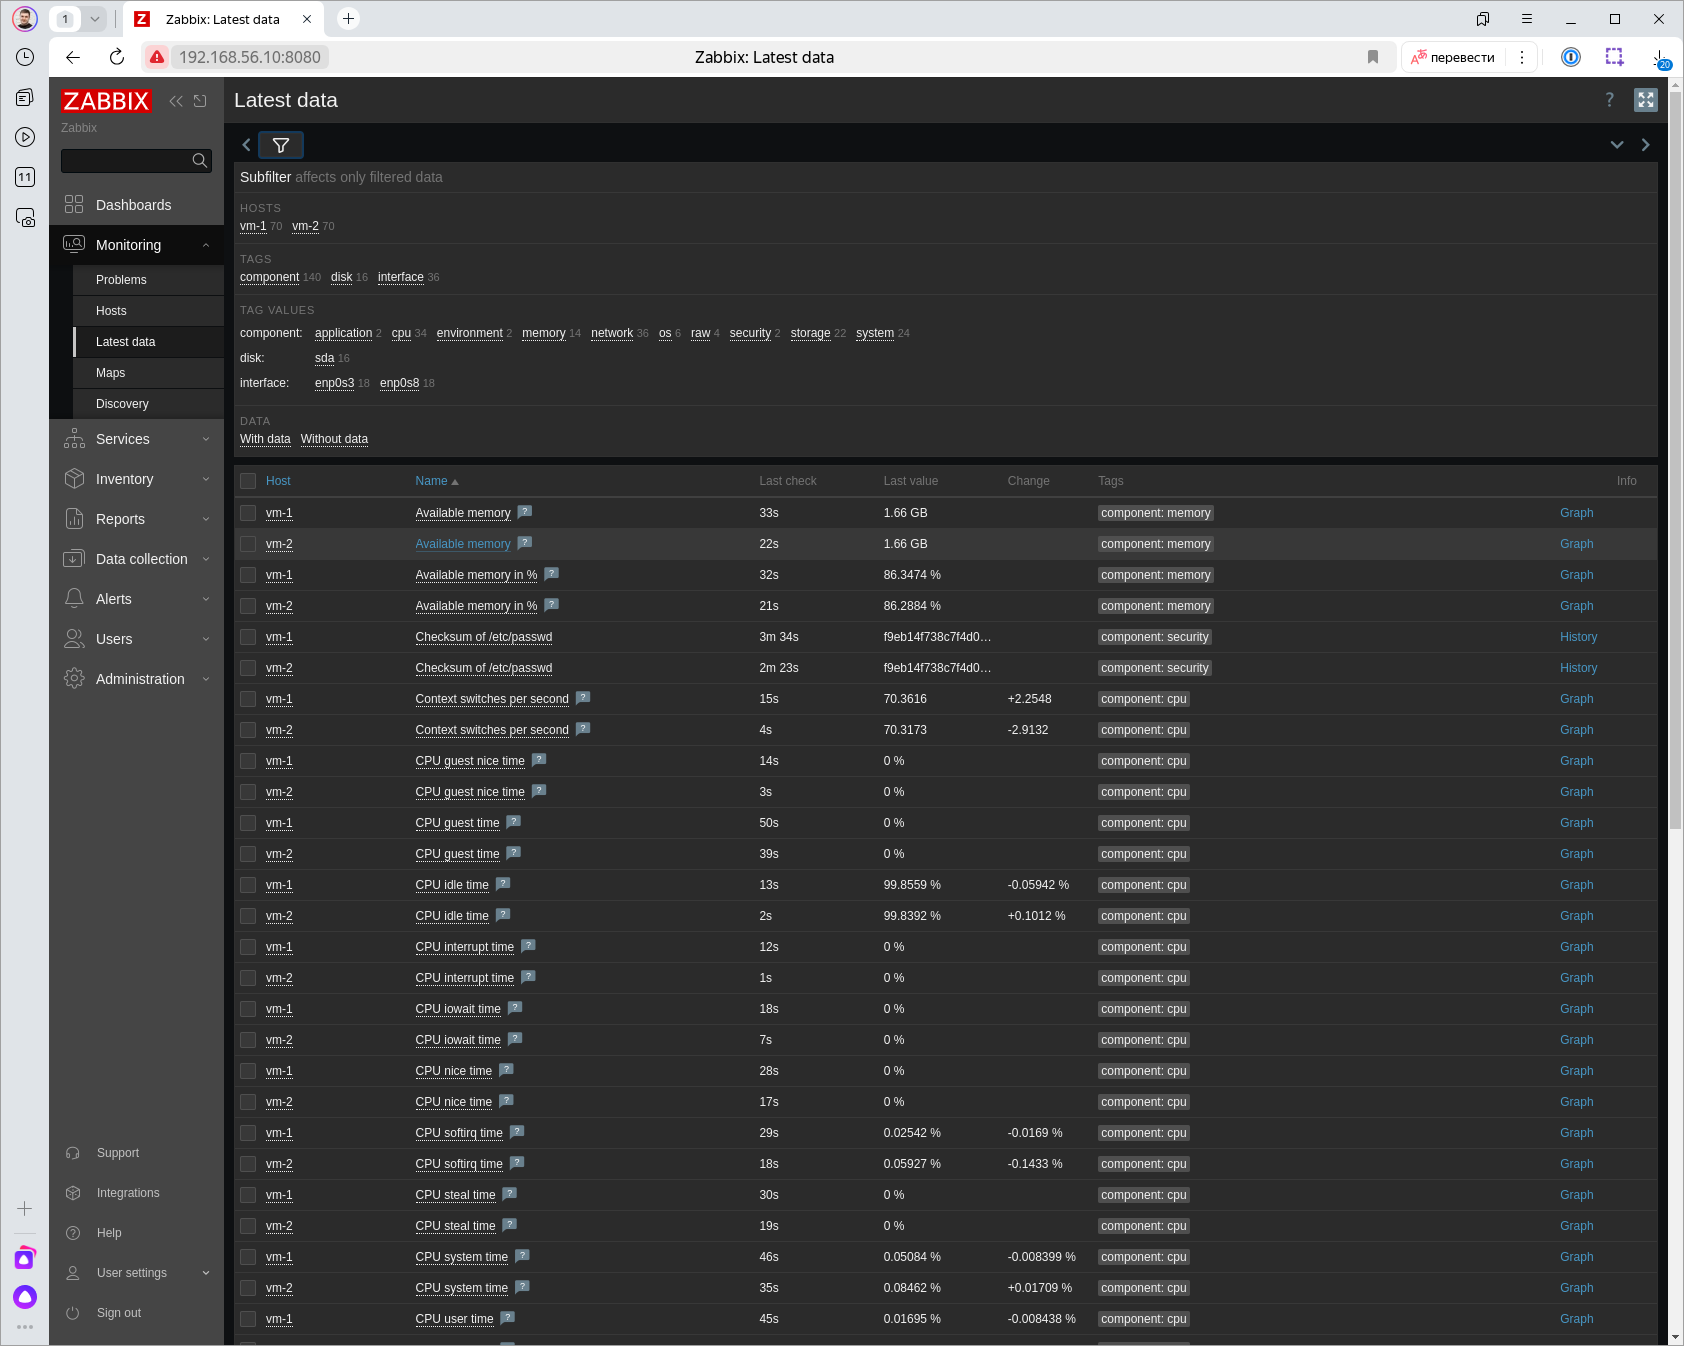 1
Zabbix: Latest data
192.168.56.10:8080
Zabbix: Latest data
перевести
20
11
ZABBIX
Zabbix
Dashboards
Monitoring
Problems
Hosts
Latest data
Maps
Discovery
Services
Inventory
Reports
Data collection
Alerts
Users
Administration
Support
Integrations
Help
User settings
Sign out
Latest data
?
Subfilter affects only filtered data
HOSTS
vm-1 70 vm-2 70
TAGS
component 140 disk 16 interface 36
TAG VALUES
component: application 2 cpu 34 environment 2 memory 14 network 36 os 6 raw 4 security 2 storage 22 system 24
disk: sda 16
interface: enp0s3 18 enp0s8 18
DATA
With data Without data
Host Name Last check Last value Change Tags Info
vm-1 Available memory ? 33s 1.66 GB component: memory Graph
vm-2 Available memory ? 22s 1.66 GB component: memory Graph
vm-1 Available memory in % ? 32s 86.3474 % component: memory Graph
vm-2 Available memory in % ? 21s 86.2884 % component: memory Graph
vm-1 Checksum of /etc/passwd 3m 34s f9eb14f738c7f4d0… component: security History
vm-2 Checksum of /etc/passwd 2m 23s f9eb14f738c7f4d0… component: security History
vm-1 Context switches per second ? 15s 70.3616 +2.2548 component: cpu Graph
vm-2 Context switches per second ? 4s 70.3173 -2.9132 component: cpu Graph
vm-1 CPU guest nice time ? 14s 0 % component: cpu Graph
vm-2 CPU guest nice time ? 3s 0 % component: cpu Graph
vm-1 CPU guest time ? 50s 0 % component: cpu Graph
vm-2 CPU guest time ? 39s 0 % component: cpu Graph
vm-1 CPU idle time ? 13s 99.8559 % -0.05942 % component: cpu Graph
vm-2 CPU idle time ? 2s 99.8392 % +0.1012 % component: cpu Graph
vm-1 CPU interrupt time ? 12s 0 % component: cpu Graph
vm-2 CPU interrupt time ? 1s 0 % component: cpu Graph
vm-1 CPU iowait time ? 18s 0 % component: cpu Graph
vm-2 CPU iowait time ? 7s 0 % component: cpu Graph
vm-1 CPU nice time ? 28s 0 % component: cpu Graph
vm-2 CPU nice time ? 17s 0 % component: cpu Graph
vm-1 CPU softirq time ? 29s 0.02542 % -0.0169 % component: cpu Graph
vm-2 CPU softirq time ? 18s 0.05927 % -0.1433 % component: cpu Graph
vm-1 CPU steal time ? 30s 0 % component: cpu Graph
vm-2 CPU steal time ? 19s 0 % component: cpu Graph
vm-1 CPU system time ? 46s 0.05084 % -0.008399 % component: cpu Graph
vm-2 CPU system time ? 35s 0.08462 % +0.01709 % component: cpu Graph
vm-1 CPU user time ? 45s 0.01695 % -0.008438 % component: cpu Graph